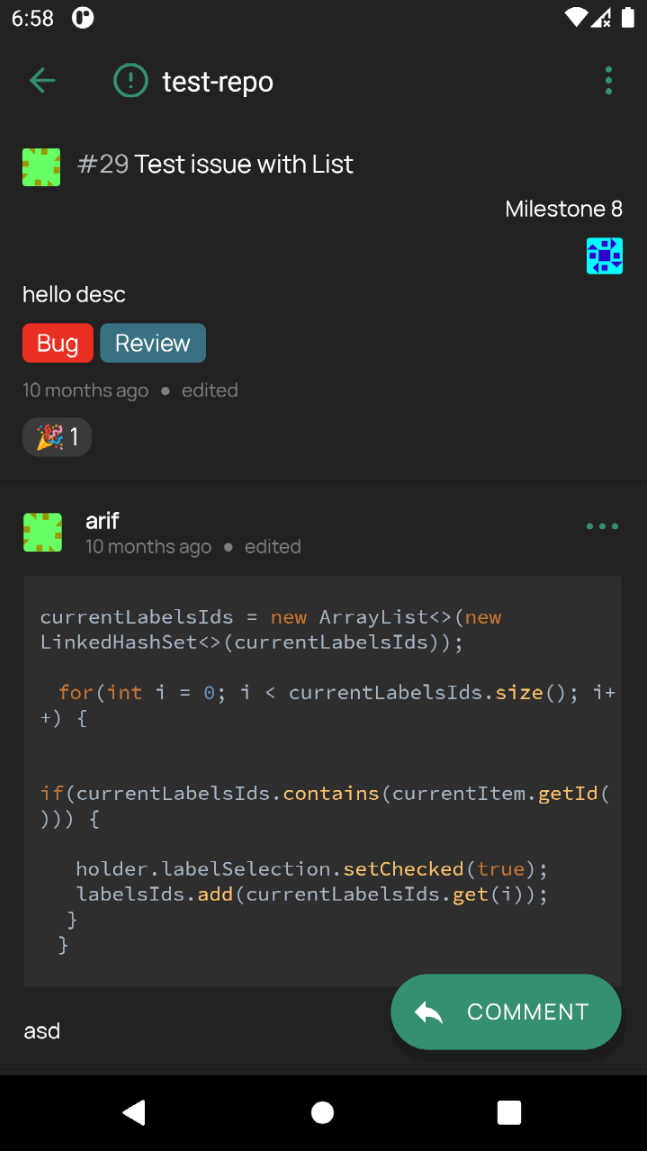 6:58
test-repo
#29 Test issue with List
Milestone 8
hello desc
Bug Review
10 months ago • edited
🎉 1
arif
10 months ago • edited
currentLabelsIds = new ArrayList<>(new
LinkedHashSet<>(currentLabelsIds));
for(int i = 0; i < currentLabelsIds.size(); i+
+) {
if(currentLabelsIds.contains(currentItem.getId(
))) {
holder.labelSelection.setChecked(true);
labelsIds.add(currentLabelsIds.get(i));
}
}
COMMENT
asd